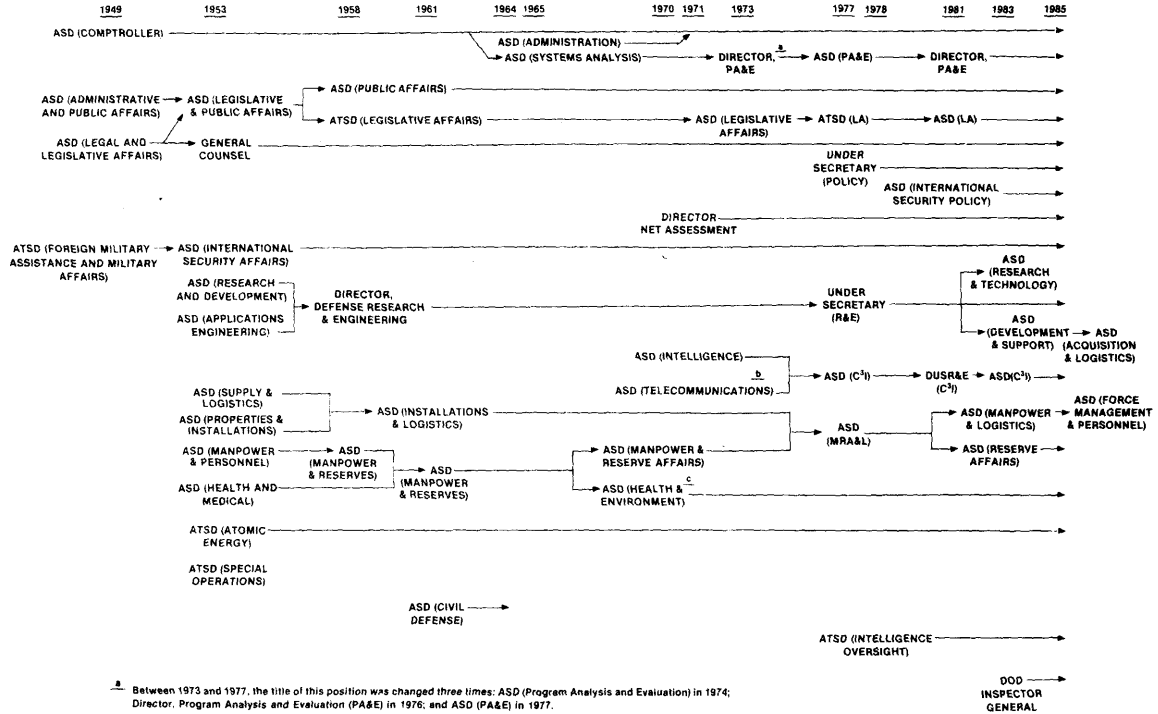 1949 1953 1958 1961 1964 1965 1970 1971 1973 1977 1978 1981 1983 1985
ASD (COMPTROLLER)
ASD (ADMINISTRATION)
ASD (SYSTEMS ANALYSIS)
DIRECTOR, a
PA&E
ASD (PA&E)
DIRECTOR,
PA&E
ASD (ADMINISTRATIVE
AND PUBLIC AFFAIRS)
ASD (LEGISLATIVE
& PUBLIC AFFAIRS)
ASD (PUBLIC AFFAIRS)
ATSD (LEGISLATIVE AFFAIRS)
ASD (LEGISLATIVE
AFFAIRS)
ATSD (LA)
ASD (LA)
ASD (LEGAL AND
LEGISLATIVE AFFAIRS)
GENERAL
COUNSEL
UNDER
SECRETARY
(POLICY)
ASD (INTERNATIONAL
SECURITY POLICY)
DIRECTOR
NET ASSESSMENT
ATSD (FOREIGN MILITARY
ASSISTANCE AND MILITARY
AFFAIRS)
ASD (INTERNATIONAL
SECURITY AFFAIRS)
ASD (RESEARCH
AND DEVELOPMENT)
ASD (APPLICATIONS
ENGINEERING)
DIRECTOR,
DEFENSE RESEARCH
& ENGINEERING
UNDER
SECRETARY
(R&E)
ASD
(RESEARCH
& TECHNOLOGY)
ASD
(DEVELOPMENT
& SUPPORT)
ASD
(ACQUISITION
& LOGISTICS)
ASD (INTELLIGENCE)
b
ASD (TELECOMMUNICATIONS)
ASD (C³I)
DUSR&E
(C³I)
ASD(C³I)
ASD (SUPPLY &
LOGISTICS)
ASD (PROPERTIES &
INSTALLATIONS)
ASD (INSTALLATIONS
& LOGISTICS)
ASD
(MRA&L)
ASD (MANPOWER
& LOGISTICS)
ASD (FORCE
MANAGEMENT
& PERSONNEL)
ASD (RESERVE
AFFAIRS)
ASD (MANPOWER
& PERSONNEL)
ASD
(MANPOWER
& RESERVES)
ASD
(MANPOWER
& RESERVES)
ASD (MANPOWER &
RESERVE AFFAIRS)
ASD (HEALTH AND
MEDICAL)
ASD (HEALTH & c
ENVIRONMENT)
ATSD (ATOMIC
ENERGY)
ATSD (SPECIAL
OPERATIONS)
ASD (CIVIL
DEFENSE)
ATSD (INTELLIGENCE
OVERSIGHT)
DOD
INSPECTOR
GENERAL
a Between 1973 and 1977, the title of this position was changed three times: ASD (Program Analysis and Evaluation) in 1974;
Director, Program Analysis and Evaluation (PA&E) in 1976; and ASD (PA&E) in 1977.